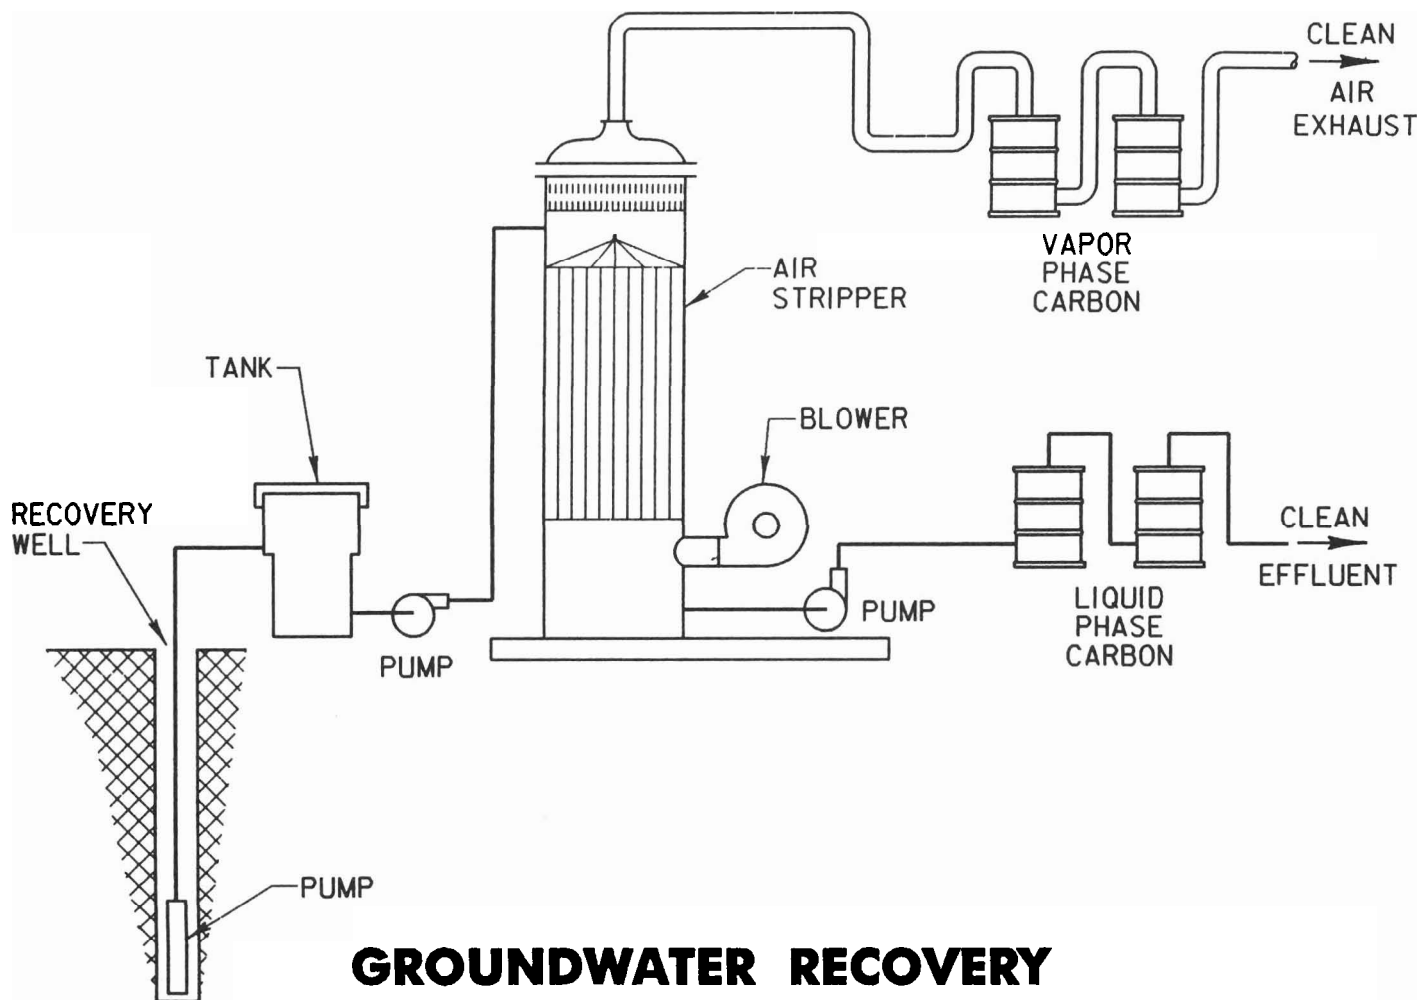 CLEAN
AIR
EXHAUST
VAPOR
PHASE
CARBON
AIR
STRIPPER
TANK
BLOWER
RECOVERY
WELL
CLEAN
EFFLUENT
LIQUID
PHASE
CARBON
PUMP
PUMP
PUMP
GROUNDWATER RECOVERY